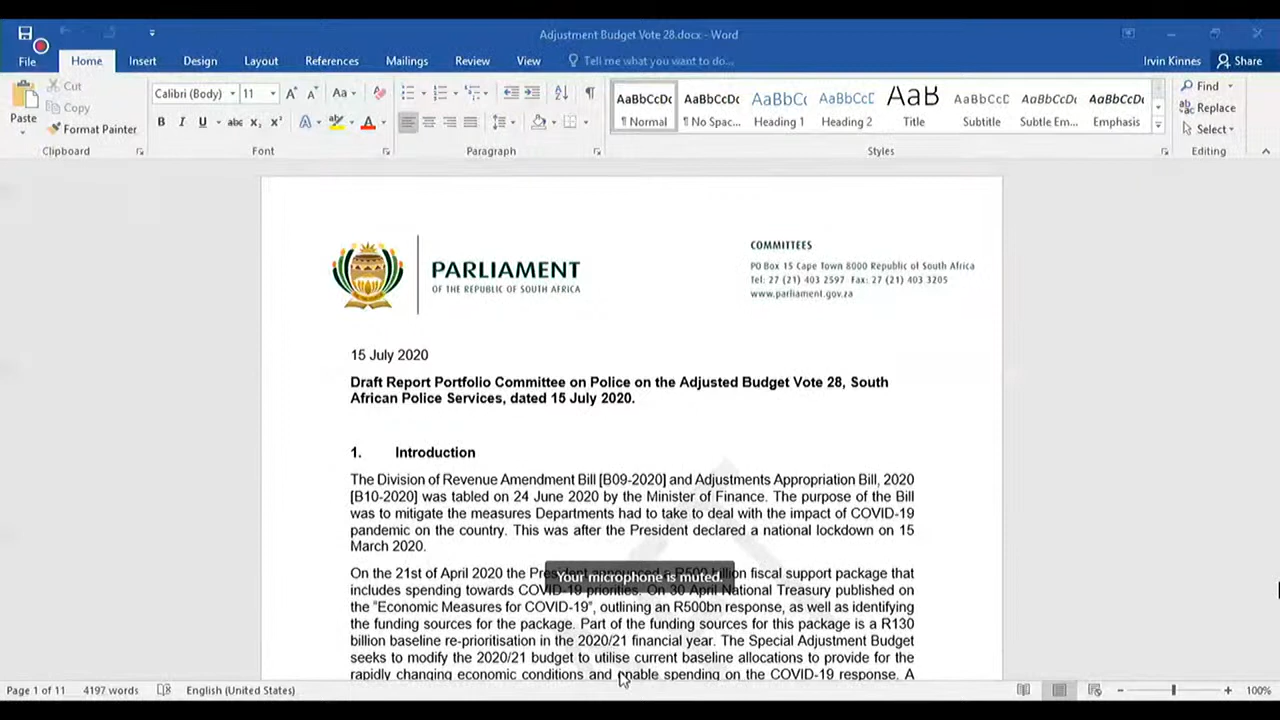 Adjustment Budget Vote 28.docx - Word
File Home Insert Design Layout References Mailings Review View Tell me what you want to do... Irvin Kinnes Share
Paste
Cut
Copy
Format Painter
Clipboard
Calibri (Body) 11
Font
Paragraph
AaBbCcDc AaBbCcDc AaBbCc AaBbCcD AaB AaBbCcC AaBbCcDc AaBbCcDc
¶ Normal ¶ No Spac... Heading 1 Heading 2 Title Subtitle Subtle Em... Emphasis
Styles
Find
Replace
Select
Editing
PARLIAMENT
OF THE REPUBLIC OF SOUTH AFRICA
COMMITTEES
PO Box 15 Cape Town 8000 Republic of South Africa
Tel: 27 (21) 403 2597 Fax: 27 (21) 403 3205
www.parliament.gov.za
15 July 2020
Draft Report Portfolio Committee on Police on the Adjusted Budget Vote 28, South
African Police Services, dated 15 July 2020.
1. Introduction
The Division of Revenue Amendment Bill [B09-2020] and Adjustments Appropriation Bill, 2020
[B10-2020] was tabled on 24 June 2020 by the Minister of Finance. The purpose of the Bill
was to mitigate the measures Departments had to take to deal with the impact of COVID-19
pandemic on the country. This was after the President declared a national lockdown on 15
March 2020.
On the 21st of April 2020 the President announced a R500 billion fiscal support package that
Your microphone is muted.
includes spending towards COVID-19 priorities. On 30 April National Treasury published on
the "Economic Measures for COVID-19", outlining an R500bn response, as well as identifying
the funding sources for the package. Part of the funding sources for this package is a R130
billion baseline re-prioritisation in the 2020/21 financial year. The Special Adjustment Budget
seeks to modify the 2020/21 budget to utilise current baseline allocations to provide for the
rapidly changing economic conditions and enable spending on the COVID-19 response. A
Page 1 of 11 4197 words English (United States) 100%